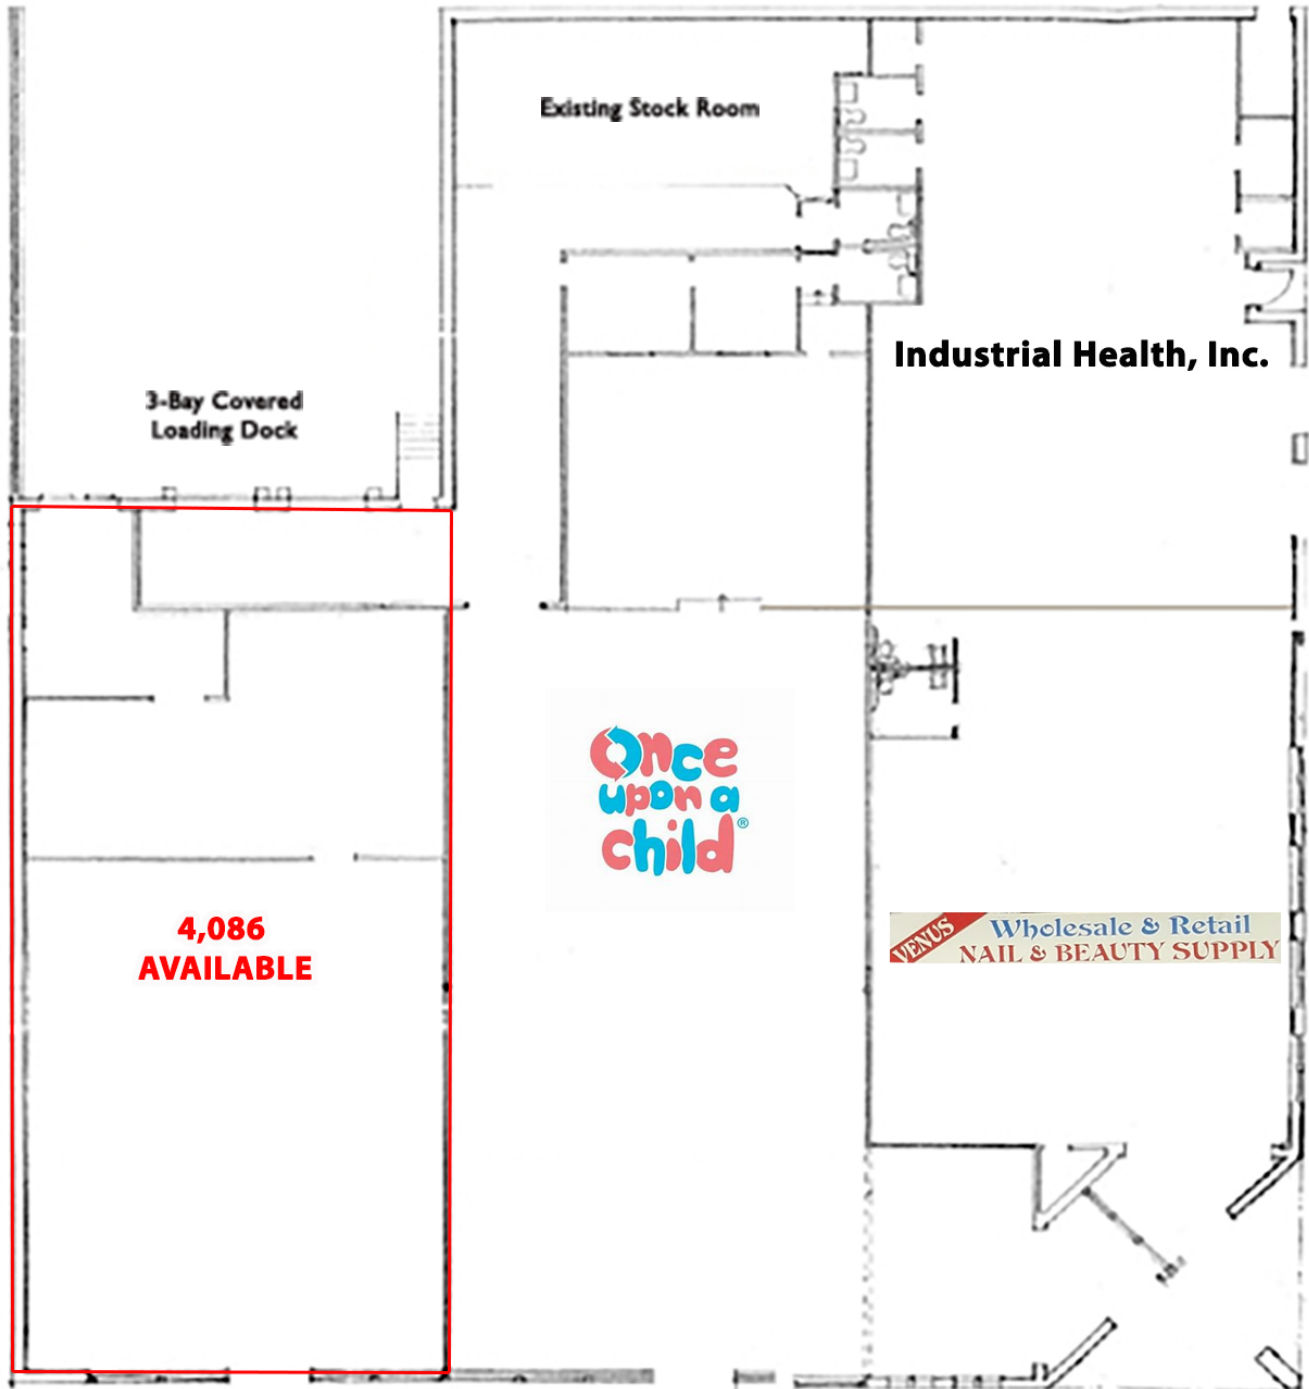 Existing Stock Room
Industrial Health, Inc.
3-Bay Covered
Loading Dock
Once
upon a
child®
4,086
AVAILABLE
VENUS
Wholesale & Retail
NAIL & BEAUTY SUPPLY